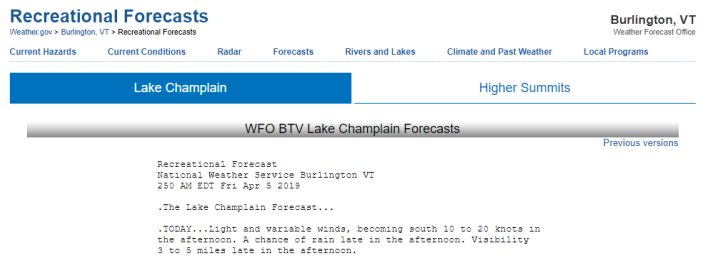 Recreational Forecasts
Burlington, VT
Weather.gov > Burlington, VT > Recreational Forecasts
Weather Forecast Office
Current Hazards Current Conditions Radar Forecasts Rivers and Lakes Climate and Past Weather Local Programs
Lake Champlain Higher Summits
WFO BTV Lake Champlain Forecasts
Previous versions
Recreational Forecast
National Weather Service Burlington VT
250 AM EDT Fri Apr 5 2019
.The Lake Champlain Forecast...
.TODAY...Light and variable winds, becoming south 10 to 20 knots in
the afternoon. A chance of rain late in the afternoon. Visibility
3 to 5 miles late in the afternoon.